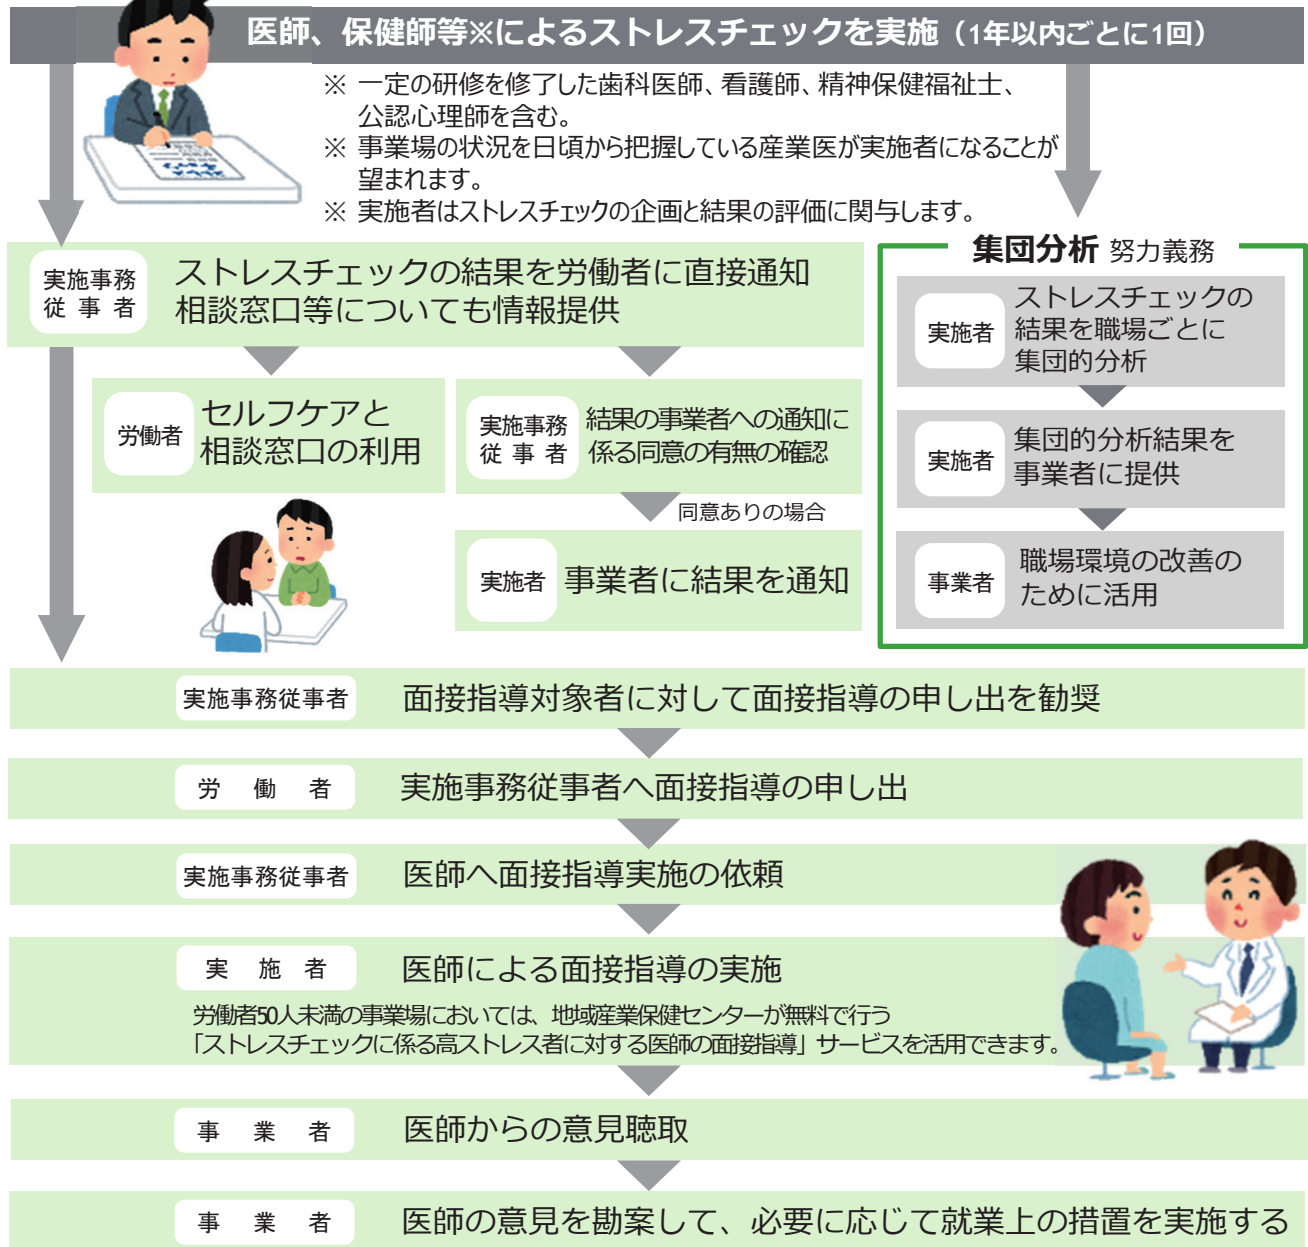 医師、保健師等※によるストレスチェックを実施（1年以内ごとに1回）
※ 一定の研修を修了した歯科医師、看護師、精神保健福祉士、
公認心理師を含む。
※ 事業場の状況を日頃から把握している産業医が実施者になることが
望まれます。
※ 実施者はストレスチェックの企画と結果の評価に関与します。
実施事務
従事者
ストレスチェックの結果を労働者に直接通知
相談窓口等についても情報提供
労働者
セルフケアと
相談窓口の利用
実施事務
従事者
結果の事業者への通知に
係る同意の有無の確認
同意ありの場合
実施者
事業者に結果を通知
集団分析 努力義務
実施者
ストレスチェックの
結果を職場ごとに
集団的分析
実施者
集団的分析結果を
事業者に提供
事業者
職場環境の改善の
ために活用
実施事務従事者 面接指導対象者に対して面接指導の申し出を勧奨
労働者 実施事務従事者へ面接指導の申し出
実施事務従事者 医師へ面接指導実施の依頼
実施者 医師による面接指導の実施
労働者50人未満の事業場においては、地域産業保健センターが無料で行う
「ストレスチェックに係る高ストレス者に対する医師の面接指導」サービスを活用できます。
事業者 医師からの意見聴取
事業者 医師の意見を勘案して、必要に応じて就業上の措置を実施する